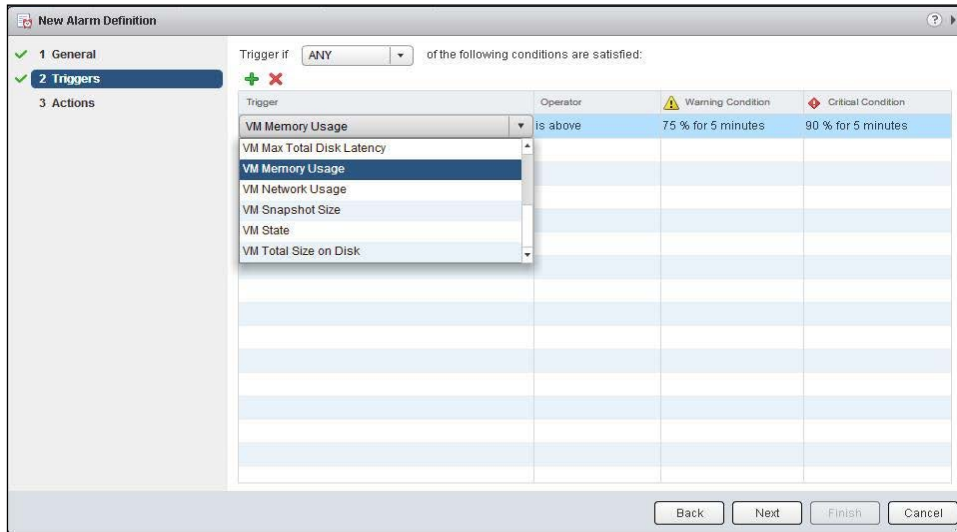 New Alarm Definition ?
1 General
2 Triggers
3 Actions
Trigger if ANY of the following conditions are satisfied:
Trigger Operator Warning Condition Critical Condition
VM Memory Usage is above 75 % for 5 minutes 90 % for 5 minutes
VM Max Total Disk Latency
VM Memory Usage
VM Network Usage
VM Snapshot Size
VM State
VM Total Size on Disk
Back Next Finish Cancel